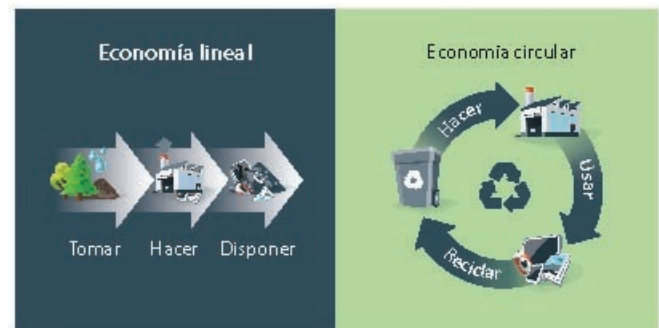 Economía lineal
Tomar
Hacer
Disponer
Economía circular
Hacer
Usar
Reciclar